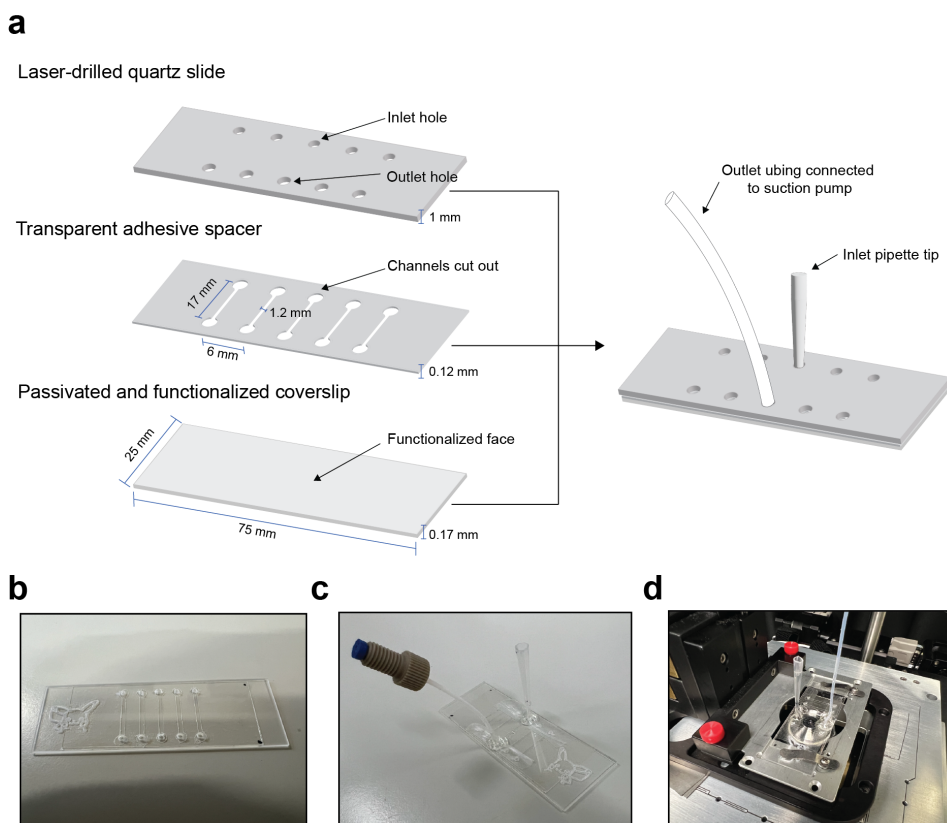 a
Laser-drilled quartz slide
Inlet hole
Outlet hole
1 mm
Transparent adhesive spacer
Channels cut out
17 mm
1.2 mm
6 mm
0.12 mm
Passivated and functionalized coverslip
25 mm
Functionalized face
75 mm
0.17 mm
Outlet ubing connected
to suction pump
Inlet pipette tip
b
c
d